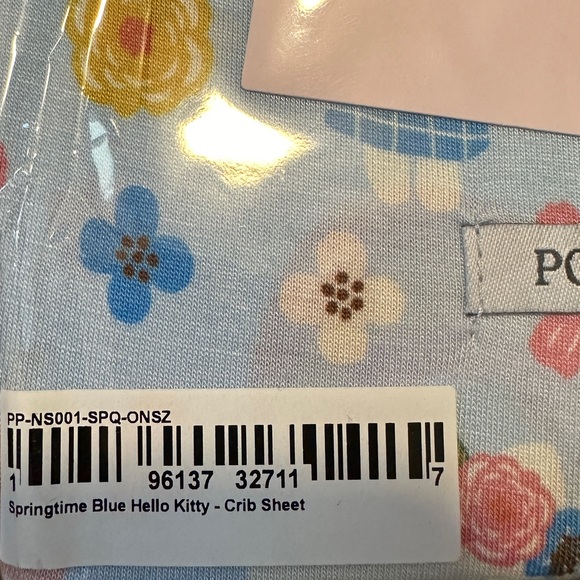 PO
PP-NS001-SPQ-ONSZ
1 96137 32711 7
Springtime Blue Hello Kitty - Crib Sheet